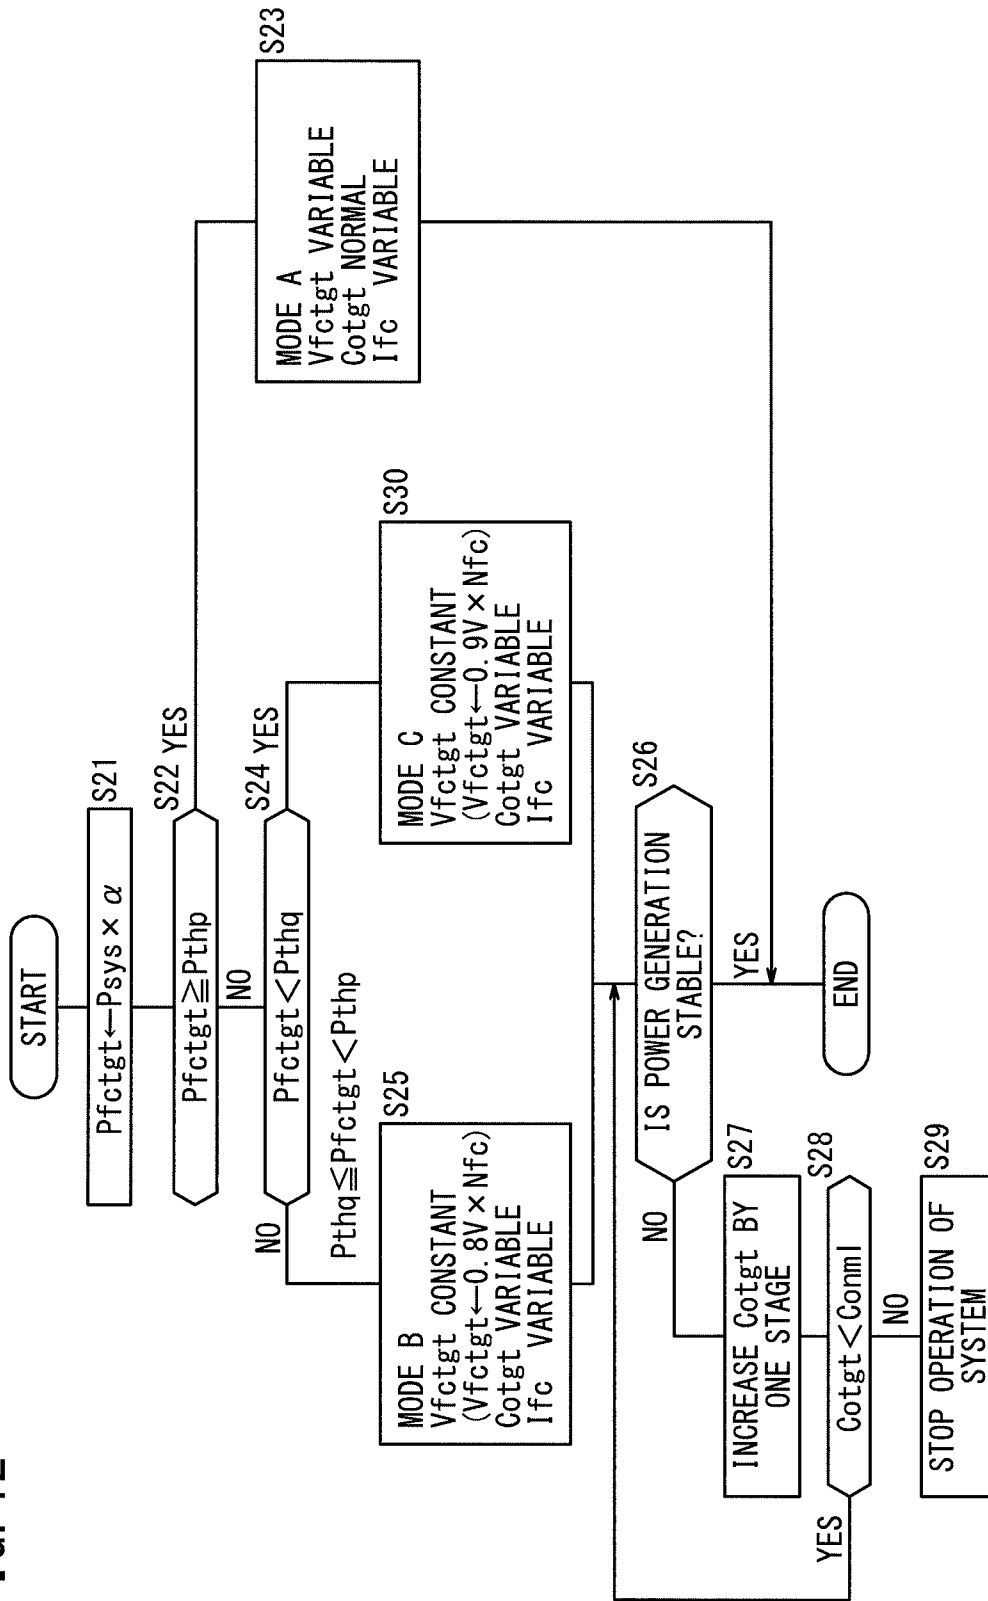 START
Pfctgt←Psys×α
S21
Pfctgt≧Pthp
S22
YES
NO
MODE A
Vfctgt VARIABLE
Cotgt NORMAL
Ifc VARIABLE
S23
Pfctgt<Pthq
S24
YES
NO
Pthq≦Pfctgt<Pthp
MODE B
Vfctgt CONSTANT
(Vfctgt←0.8V×Nfc)
Cotgt VARIABLE
Ifc VARIABLE
S25
MODE C
Vfctgt CONSTANT
(Vfctgt←0.9V×Nfc)
Cotgt VARIABLE
Ifc VARIABLE
S30
IS POWER GENERATION
STABLE?
S26
NO
YES
INCREASE Cotgt BY
ONE STAGE
S27
Cotgt<Conml
S28
YES
NO
STOP OPERATION OF
SYSTEM
S29
END